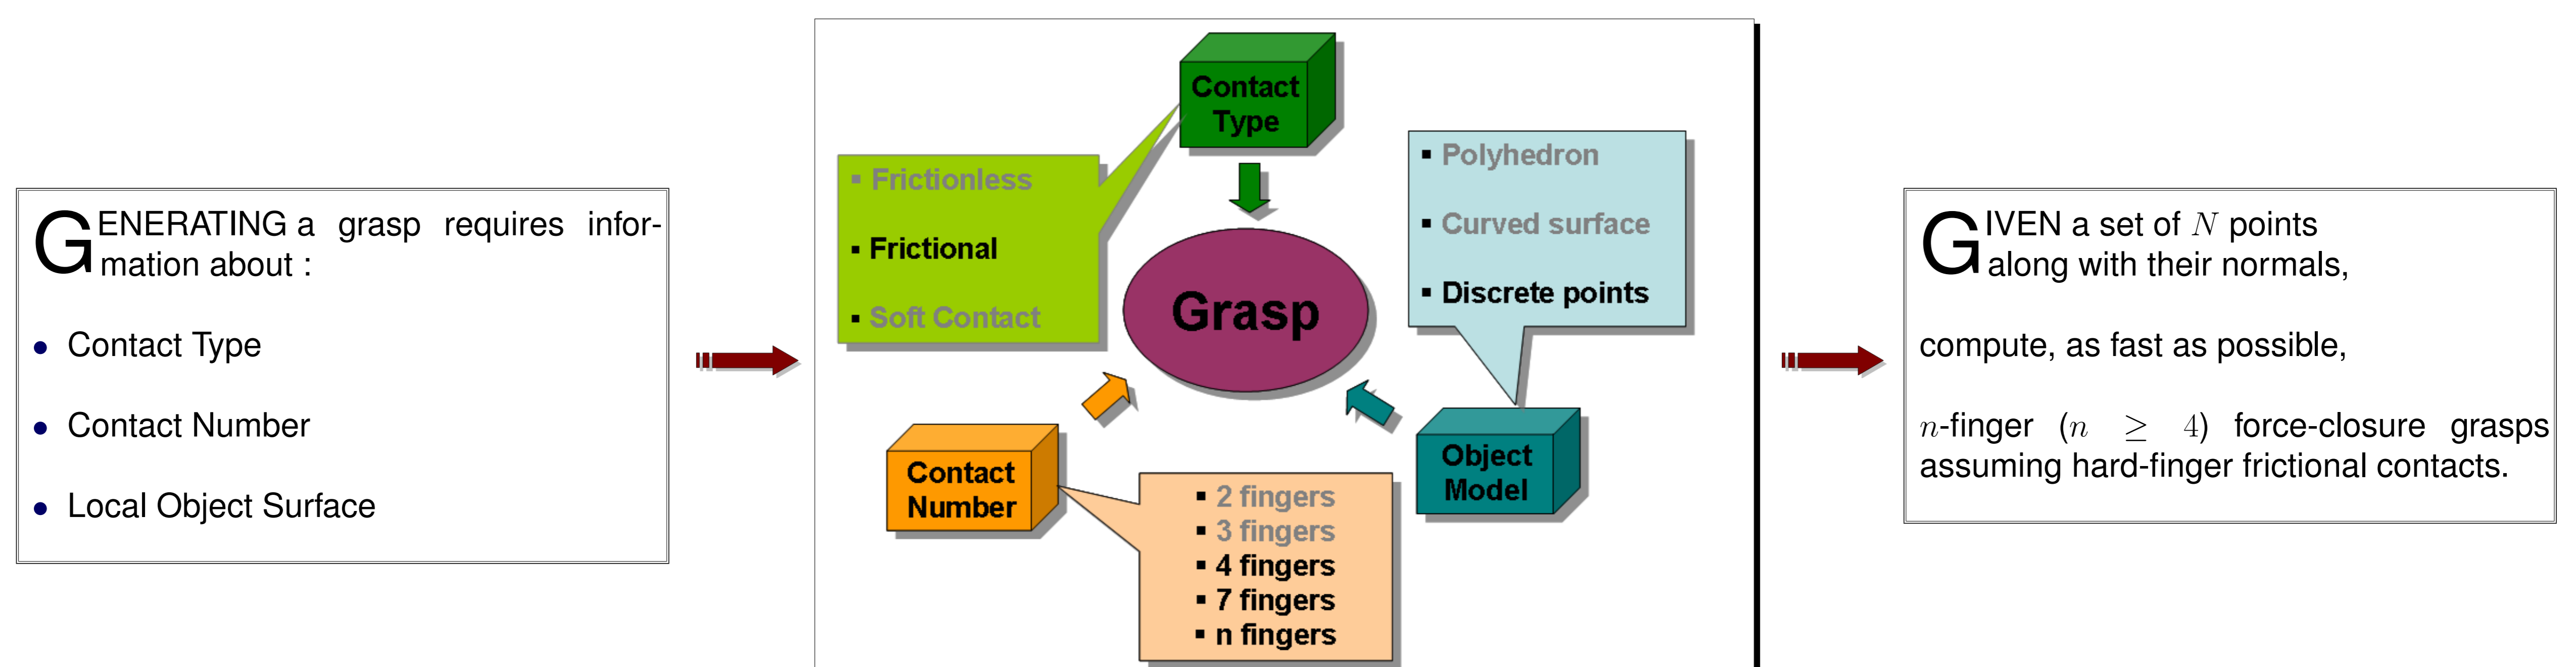 GENERATING a grasp requires infor-
mation about :
• Contact Type
• Contact Number
• Local Object Surface
Contact
Type
▪ Frictionless
▪ Frictional
▪ Soft Contact
▪ Polyhedron
▪ Curved surface
▪ Discrete points
Grasp
Contact
Number
▪ 2 fingers
▪ 3 fingers
▪ 4 fingers
▪ 7 fingers
▪ n fingers
Object
Model
GIVEN a set of N points
along with their normals,
compute, as fast as possible,
n-finger (n ≥ 4) force-closure grasps
assuming hard-finger frictional contacts.